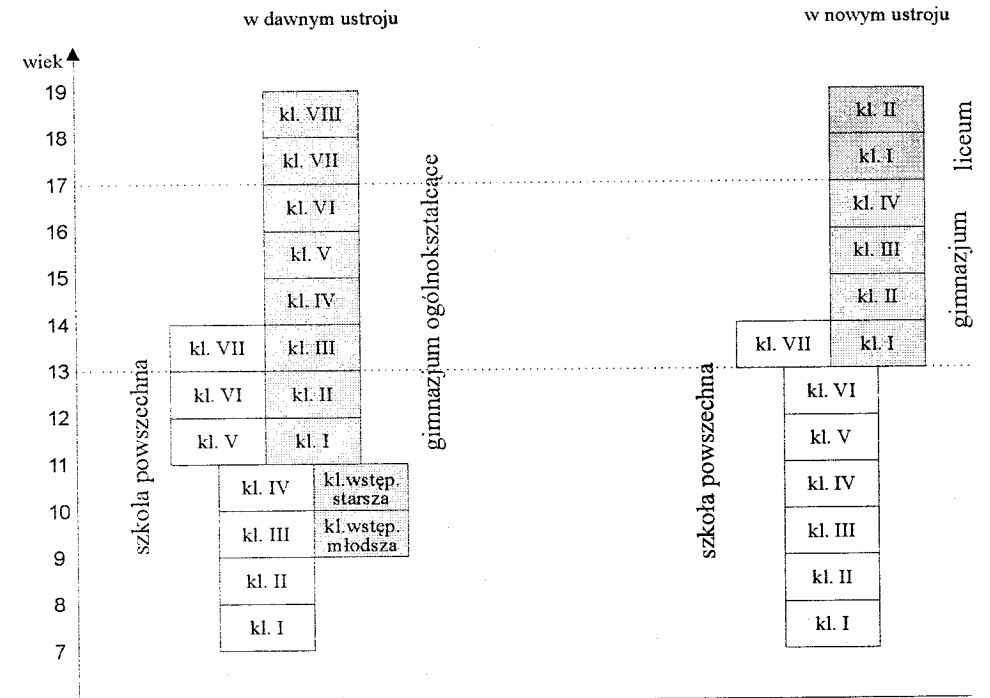 w dawnym ustroju
w nowym ustroju
wiek
19
18
17
16
15
14
13
12
11
10
9
8
7
kl. VIII
kl. VII
kl. VI
kl. V
kl. IV
kl. VII
kl. III
kl. VI
kl. II
kl. V
kl. I
kl. IV
kl.wstęp.
starsza
kl. III
kl.wstęp.
młodsza
kl. II
kl. I
szkoła powszechna
gimnazjum ogólnokształcące
kl. II
kl. I
kl. IV
kl. III
kl. II
kl. VII
kl. I
kl. VI
kl. V
kl. IV
kl. III
kl. II
kl. I
szkoła powszechna
gimnazjum
liceum